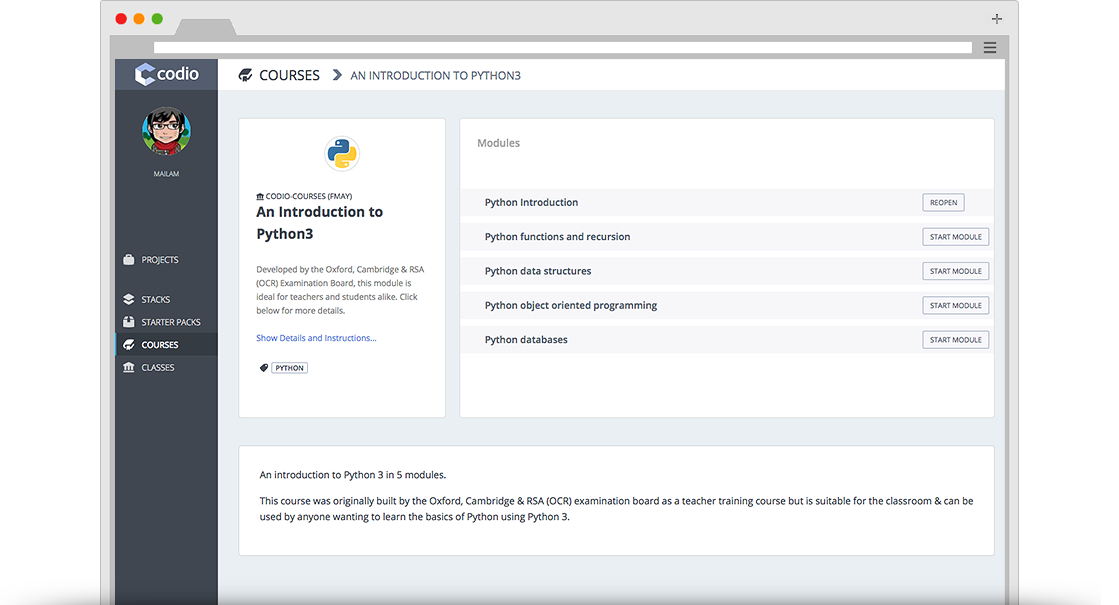 codio
COURSES
AN INTRODUCTION TO PYTHON3
MAILAM
PROJECTS
STACKS
STARTER PACKS
COURSES
CLASSES
CODIO-COURSES (FMAY)
An Introduction to
Python3
Developed by the Oxford, Cambridge & RSA
(OCR) Examination Board, this module is
ideal for teachers and students alike. Click
below for more details.
Show Details and Instructions...
PYTHON
Modules
Python Introduction
REOPEN
Python functions and recursion
START MODULE
Python data structures
START MODULE
Python object oriented programming
START MODULE
Python databases
START MODULE
An introduction to Python 3 in 5 modules.
This course was originally built by the Oxford, Cambridge & RSA (OCR) examination board as a teacher training course but is suitable for the classroom & can be
used by anyone wanting to learn the basics of Python using Python 3.